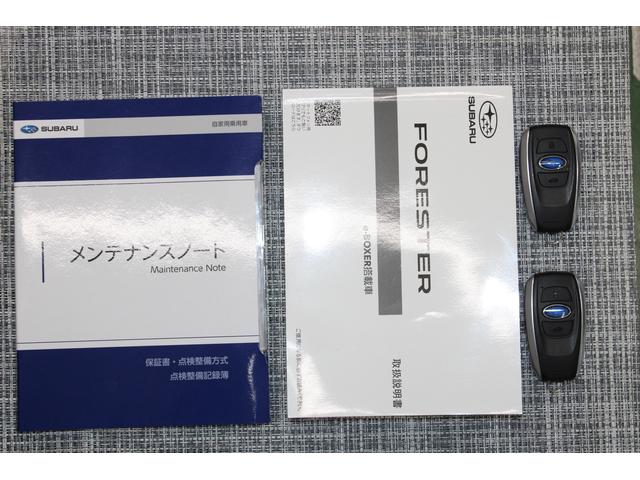 SUBARU
自家用乗用車
メンテナンスノート
Maintenance Note
保証書・点検整備方式
点検整備記録簿
SUBARU
FORESTER
e-BOXER搭載車
取扱説明書